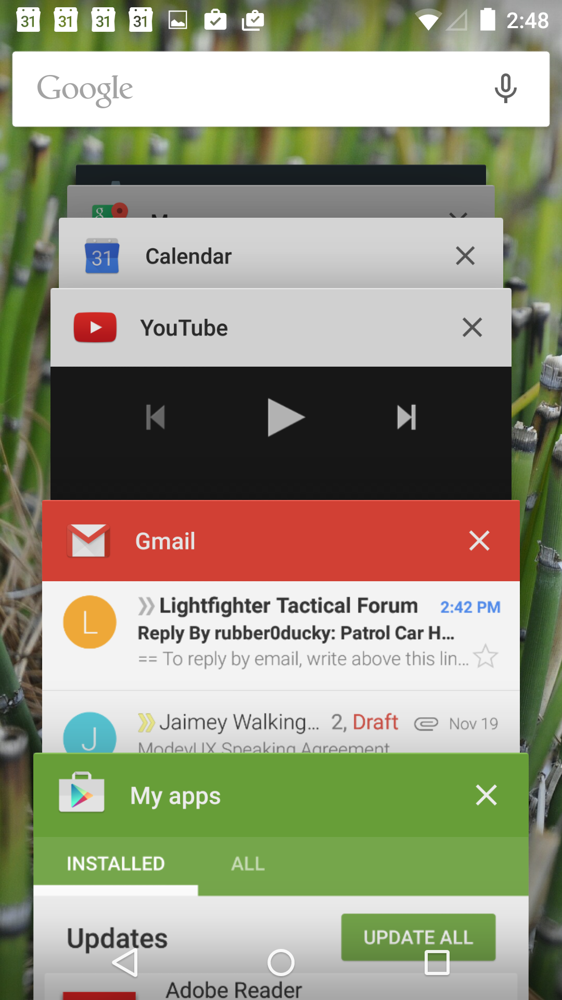 31 31 31 31 2:48
Google
g M
31 Calendar
YouTube
Gmail
L Lightfighter Tactical Forum 2:42 PM
Reply By rubber0ducky: Patrol Car H...
== To reply by email, write above this lin...
J Jaimey Walking... 2, Draft Nov 19
ModevUX Speaking Agreement
My apps
INSTALLED ALL
Updates UPDATE ALL
Adobe Reader